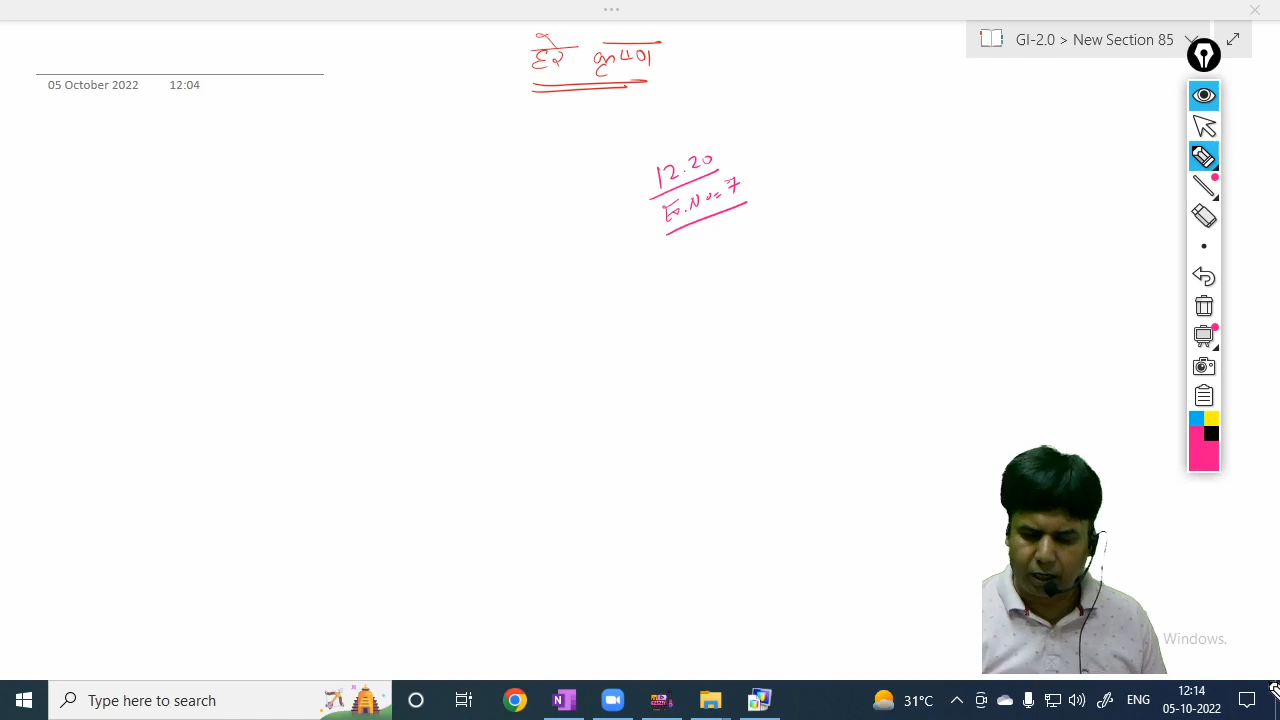 GI-2.0 > New Section 85
05 October 2022 12:04
12.20
Ex.No= 7
Windows.
Type here to search
31°C
ENG
12:14
05-10-2022